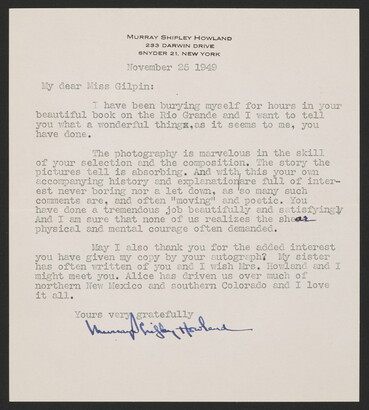 MURRAY SHIPLEY HOWLAND
233 DARWIN DRIVE
SNYDER 21, NEW YORK
November 25 1949
My dear Miss Gilpin:
I have been burying myself for hours in your
beautiful book on the Rio Grande and I want to tell
you what a wonderful thing,as it seems to me, you
have done.
The photography is marvelous in the skill
of your selection and the composition. The story the
pictures tell is absorbing. And with this your own
accompanying history and explanation are full of inter-
est never boring nor a let down, as so many such
comments are, and often "moving" and poetic. You
have done a tremendous job beautifully and satisfyingly
And I am sure that none of us realizes the sheer
physical and mental courage often demanded.
May I also thank you for the added interest
you have given my copy by your autograph? My sister
has often written of you and I wish Mrs. Howland and I
might meet you. Alice has driven us over much of
northern New Mexico and southern Colorado and I love
it all.
Yours very gratefully
Murray Shipley Howland